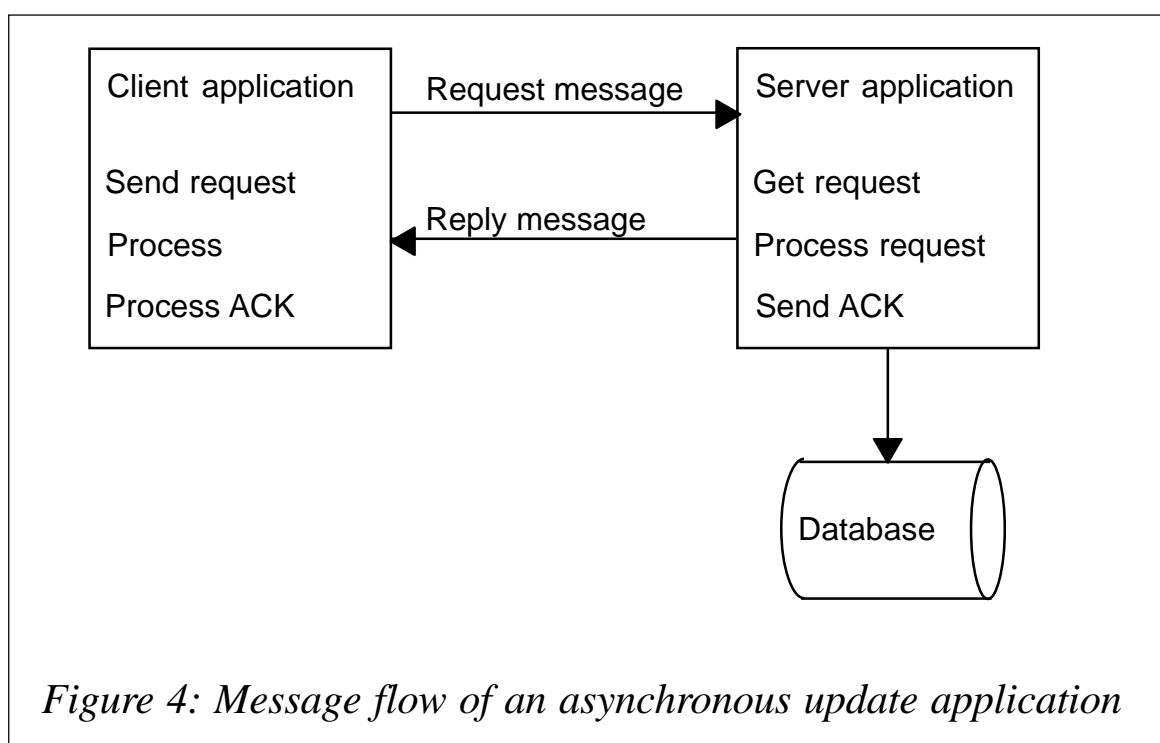 Client application
Send request
Process
Process ACK
Request message
Reply message
Server application
Get request
Process request
Send ACK
Database
Figure 4: Message flow of an asynchronous update application